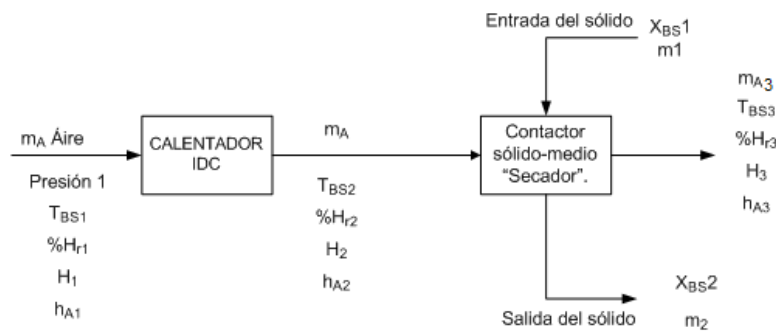 Entrada del sólido
X_BS1
m1
m_A Áire
Presión 1
T_BS1
%H_r1
H_1
h_A1
CALENTADOR
IDC
m_A
T_BS2
%H_r2
H_2
h_A2
Contactor
sólido-medio
“Secador”.
m_A3
T_BS3
%H_r3
H_3
h_A3
X_BS2
Salida del sólido
m_2